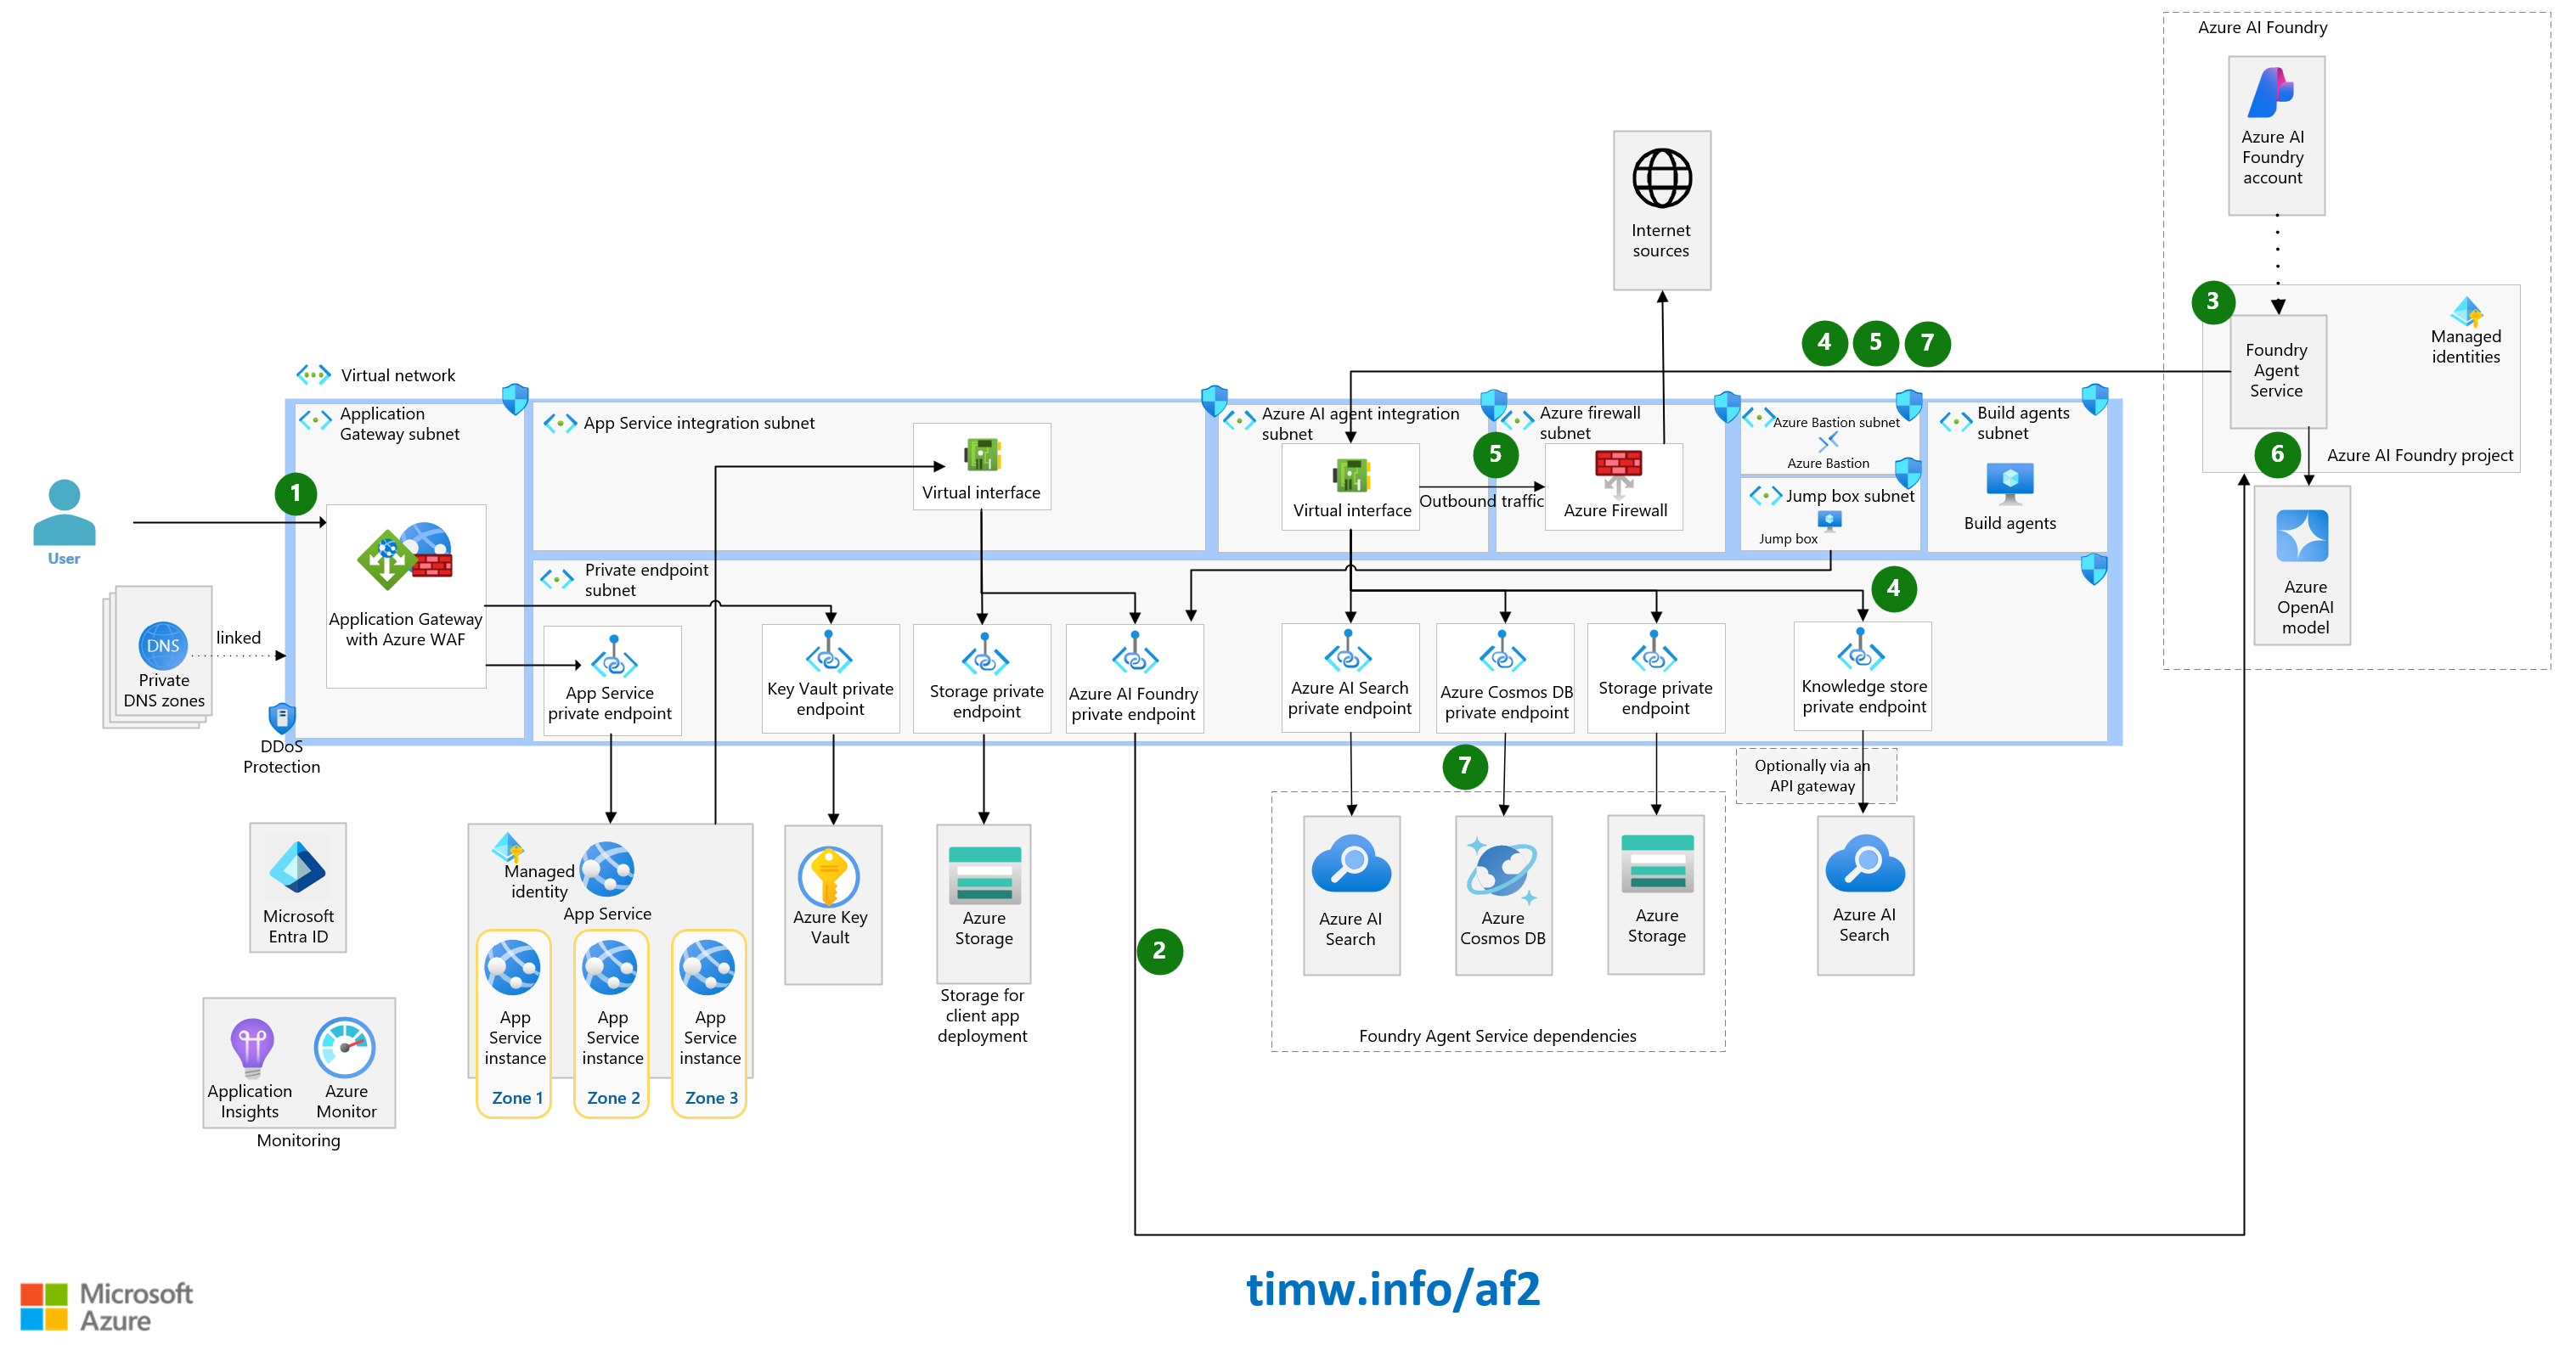 Azure AI Foundry
Azure AI
Foundry
account
Internet
sources
3
Managed
identities
4
5
7
Foundry
Agent
Service
Virtual network
Application
Gateway subnet
App Service integration subnet
Azure AI agent integration
subnet
Azure firewall
subnet
Azure Bastion subnet
Azure Bastion
Build agents
subnet
5
6
Azure AI Foundry project
1
Virtual interface
Virtual interface
Outbound traffic
Azure Firewall
Jump box subnet
Jump box
Build agents
User
Private endpoint
subnet
4
Application Gateway
with Azure WAF
Azure
OpenAI
model
DNS
linked
Private
DNS zones
App Service
private endpoint
Key Vault private
endpoint
Storage private
endpoint
Azure AI Foundry
private endpoint
Azure AI Search
private endpoint
Azure Cosmos DB
private endpoint
Storage private
endpoint
Knowledge store
private endpoint
DDoS
Protection
7
Optionally via an
API gateway
Managed
identity
App Service
Microsoft
Entra ID
Azure Key
Vault
Azure
Storage
Azure AI
Search
Azure
Cosmos DB
Azure
Storage
Azure AI
Search
2
Storage for
client app
deployment
App
Service
instance
Zone 1
App
Service
instance
Zone 2
App
Service
instance
Zone 3
Foundry Agent Service dependencies
Application
Insights
Azure
Monitor
Monitoring
timw.info/af2
Microsoft
Azure